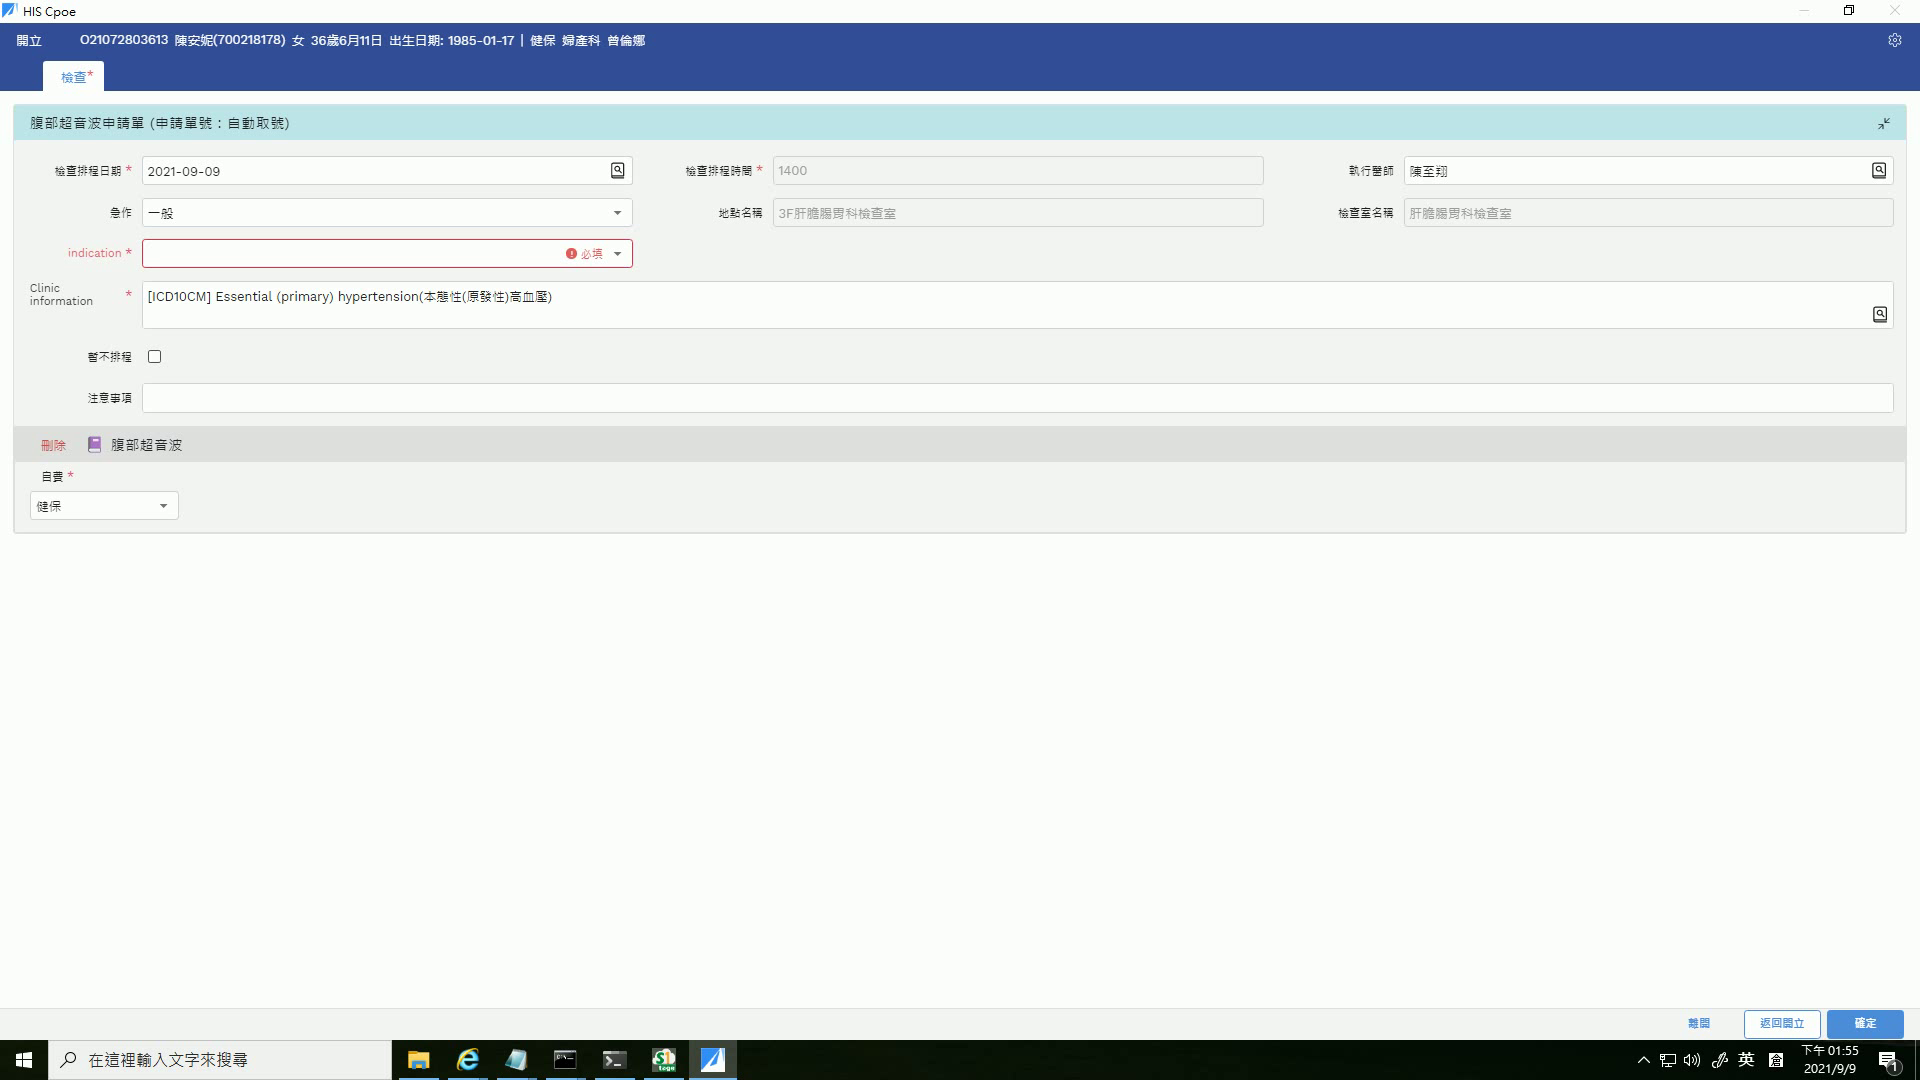 HIS Cpoe
開立 O21072803613 陳安妮(700218178) 女 36歲6月11日 出生日期: 1985-01-17 | 健保 婦產科 曾倫娜
檢查*
腹部超音波申請單 (申請單號：自動取號)
檢查排程日期 * 2021-09-09 檢查排程時間 * 1400 執行醫師 陳至翔
急作 一般 地點名稱 3F肝膽腸胃科檢查室 檢查室名稱 肝膽腸胃科檢查室
indication * 必填
Clinic information * [ICD10CM] Essential (primary) hypertension(本態性(原發性)高血壓)
暫不排程
注意事項
刪除 腹部超音波
自費 *
健保
離開 返回開立 確定
在這裡輸入文字來搜尋 英 倉 下午 01:55
2021/9/9 1